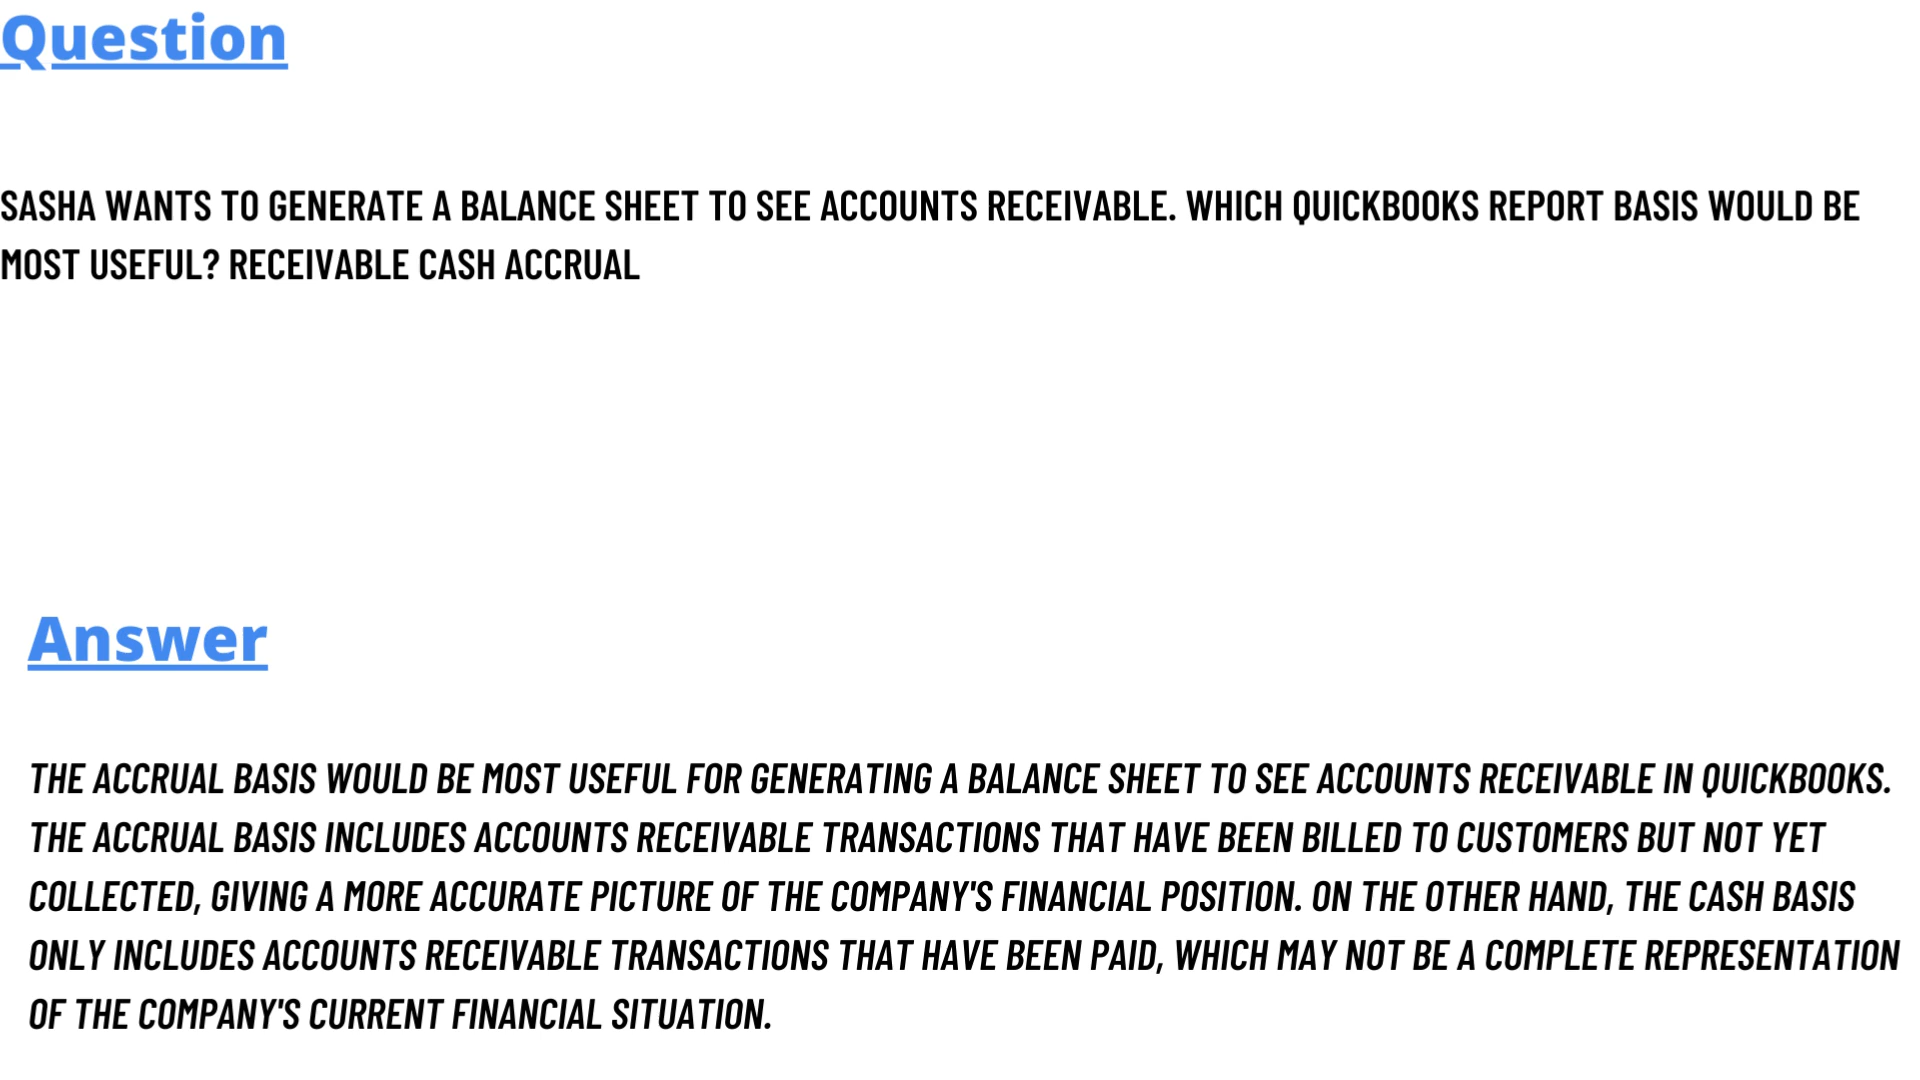 Question
SASHA WANTS TO GENERATE A BALANCE SHEET TO SEE ACCOUNTS RECEIVABLE. WHICH QUICKBOOKS REPORT BASIS WOULD BE
MOST USEFUL? RECEIVABLE CASH ACCRUAL
Answer
THE ACCRUAL BASIS WOULD BE MOST USEFUL FOR GENERATING A BALANCE SHEET TO SEE ACCOUNTS RECEIVABLE IN QUICKBOOKS.
THE ACCRUAL BASIS INCLUDES ACCOUNTS RECEIVABLE TRANSACTIONS THAT HAVE BEEN BILLED TO CUSTOMERS BUT NOT YET
COLLECTED, GIVING A MORE ACCURATE PICTURE OF THE COMPANY'S FINANCIAL POSITION. ON THE OTHER HAND, THE CASH BASIS
ONLY INCLUDES ACCOUNTS RECEIVABLE TRANSACTIONS THAT HAVE BEEN PAID, WHICH MAY NOT BE A COMPLETE REPRESENTATION
OF THE COMPANY'S CURRENT FINANCIAL SITUATION.